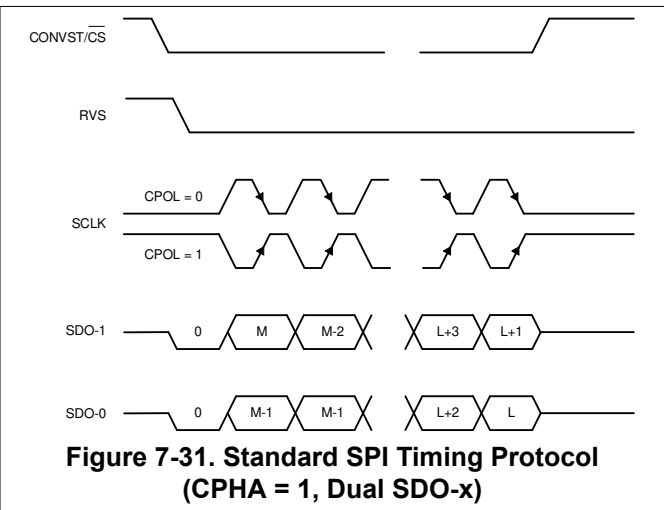 CONVST/CS
RVS
CPOL = 0
SCLK
CPOL = 1
SDO-1 0 M M-2 L+3 L+1
SDO-0 0 M-1 M-1 L+2 L
Figure 7-31. Standard SPI Timing Protocol
(CPHA = 1, Dual SDO-x)